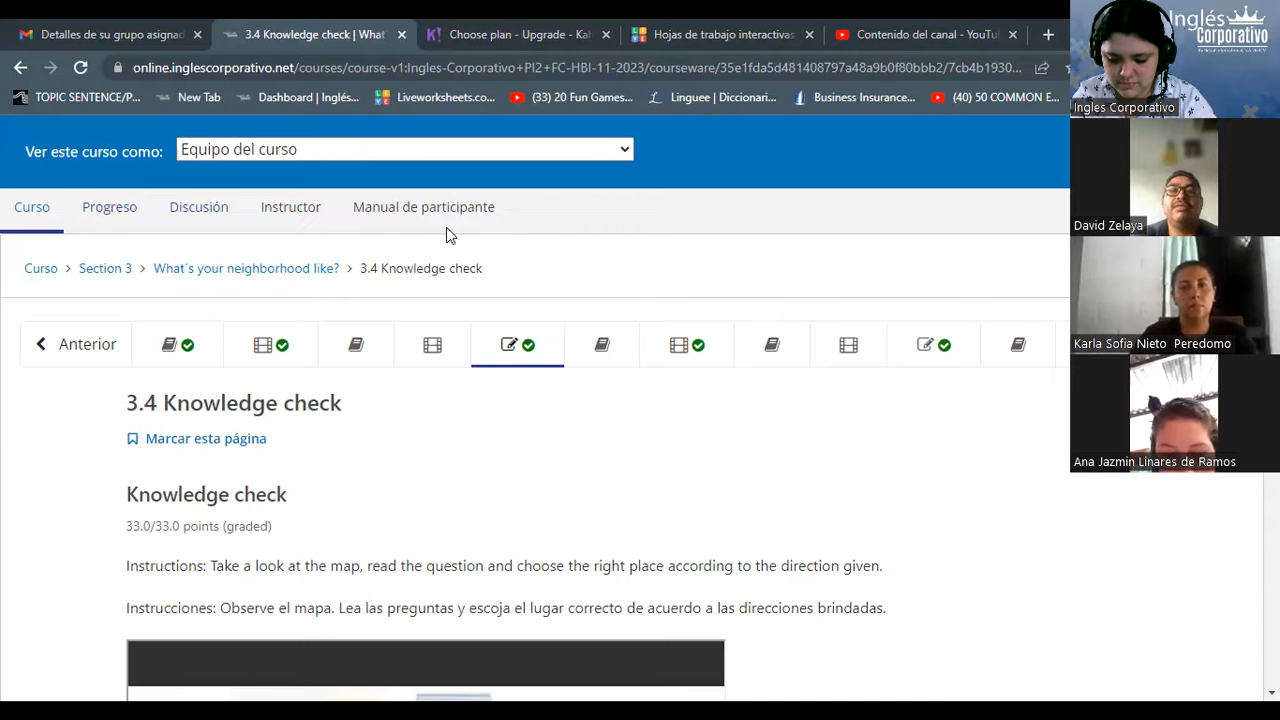 Detalles de su grupo asignad
3.4 Knowledge check | What
Choose plan - Upgrade - Kah
Hojas de trabajo interactivas
Contenido del canal - YouTu
online.inglescorporativo.net/courses/course-v1:Ingles-Corporativo-PI2-HC-HBI-11-2023/courseware/35e1fda5d481408797a48a9b0f80bbb2/7cb4b1930...
TOPIC SENTENCE/P...
New Tab
Dashboard | Inglés...
Liveworksheets.co...
(33) 20 Fun Games...
Linguee | Diccionari...
Business Insurance...
(40) 50 COMMON E...
Ver este curso como:
Equipo del curso
Curso
Progreso
Discusión
Instructor
Manual de participante
Curso > Section 3 > What´s your neighborhood like? > 3.4 Knowledge check
Anterior
3.4 Knowledge check
Marcar esta página
Knowledge check
33.0/33.0 points (graded)
Instructions: Take a look at the map, read the question and choose the right place according to the direction given.
Instrucciones: Observe el mapa. Lea las preguntas y escoja el lugar correcto de acuerdo a las direcciones brindadas.
Inglés
Corporativo
Ingles Corporativo
David Zelaya
Karla Sofia Nieto Peredomo
Ana Jazmin Linares de Ramos